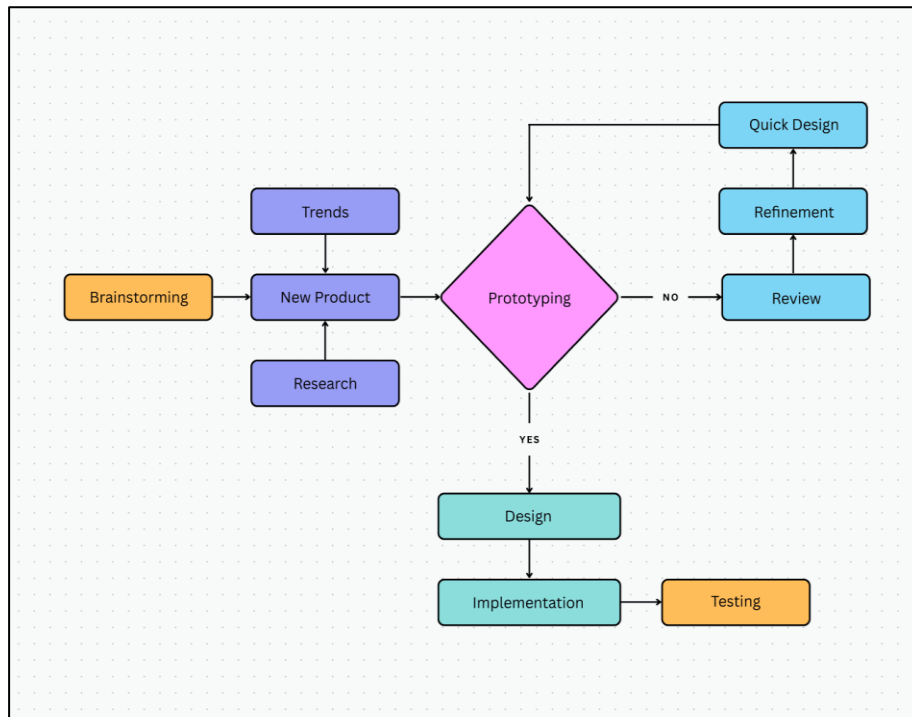 Quick Design
Trends
Refinement
Brainstorming
New Product
Prototyping
NO
Review
Research
YES
Design
Implementation
Testing